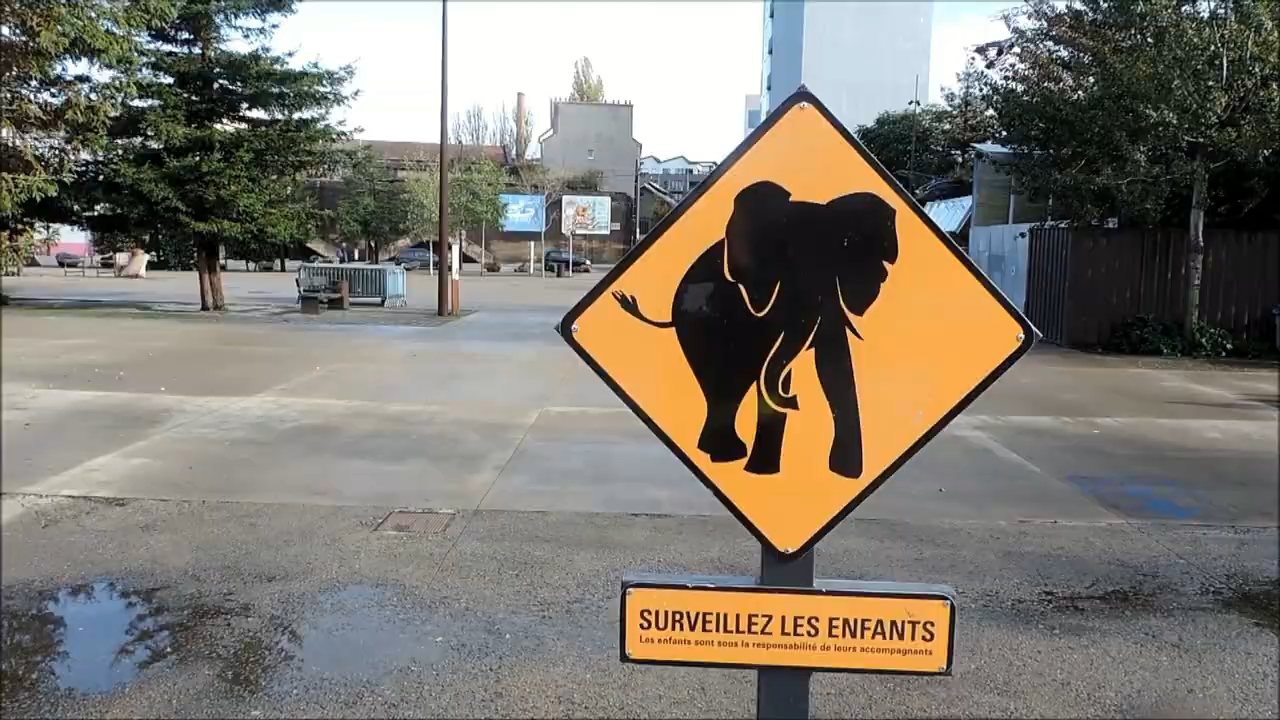 SURVEILLEZ LES ENFANTS
Les enfants sont sous la responsabilité de leurs accompagnants